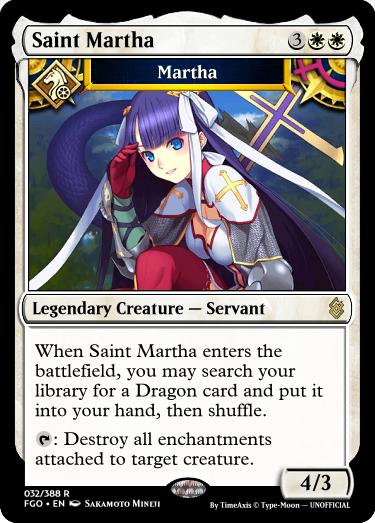 Saint Martha 3
Martha
Legendary Creature — Servant
When Saint Martha enters the
battlefield, you may search your
library for a Dragon card and put it
into your hand, then shuffle.
: Destroy all enchantments
attached to target creature.
4/3
032/388 R
FGO • EN Sakamoto Mineji
By TimeAxis © Type-Moon — UNOFFICIAL